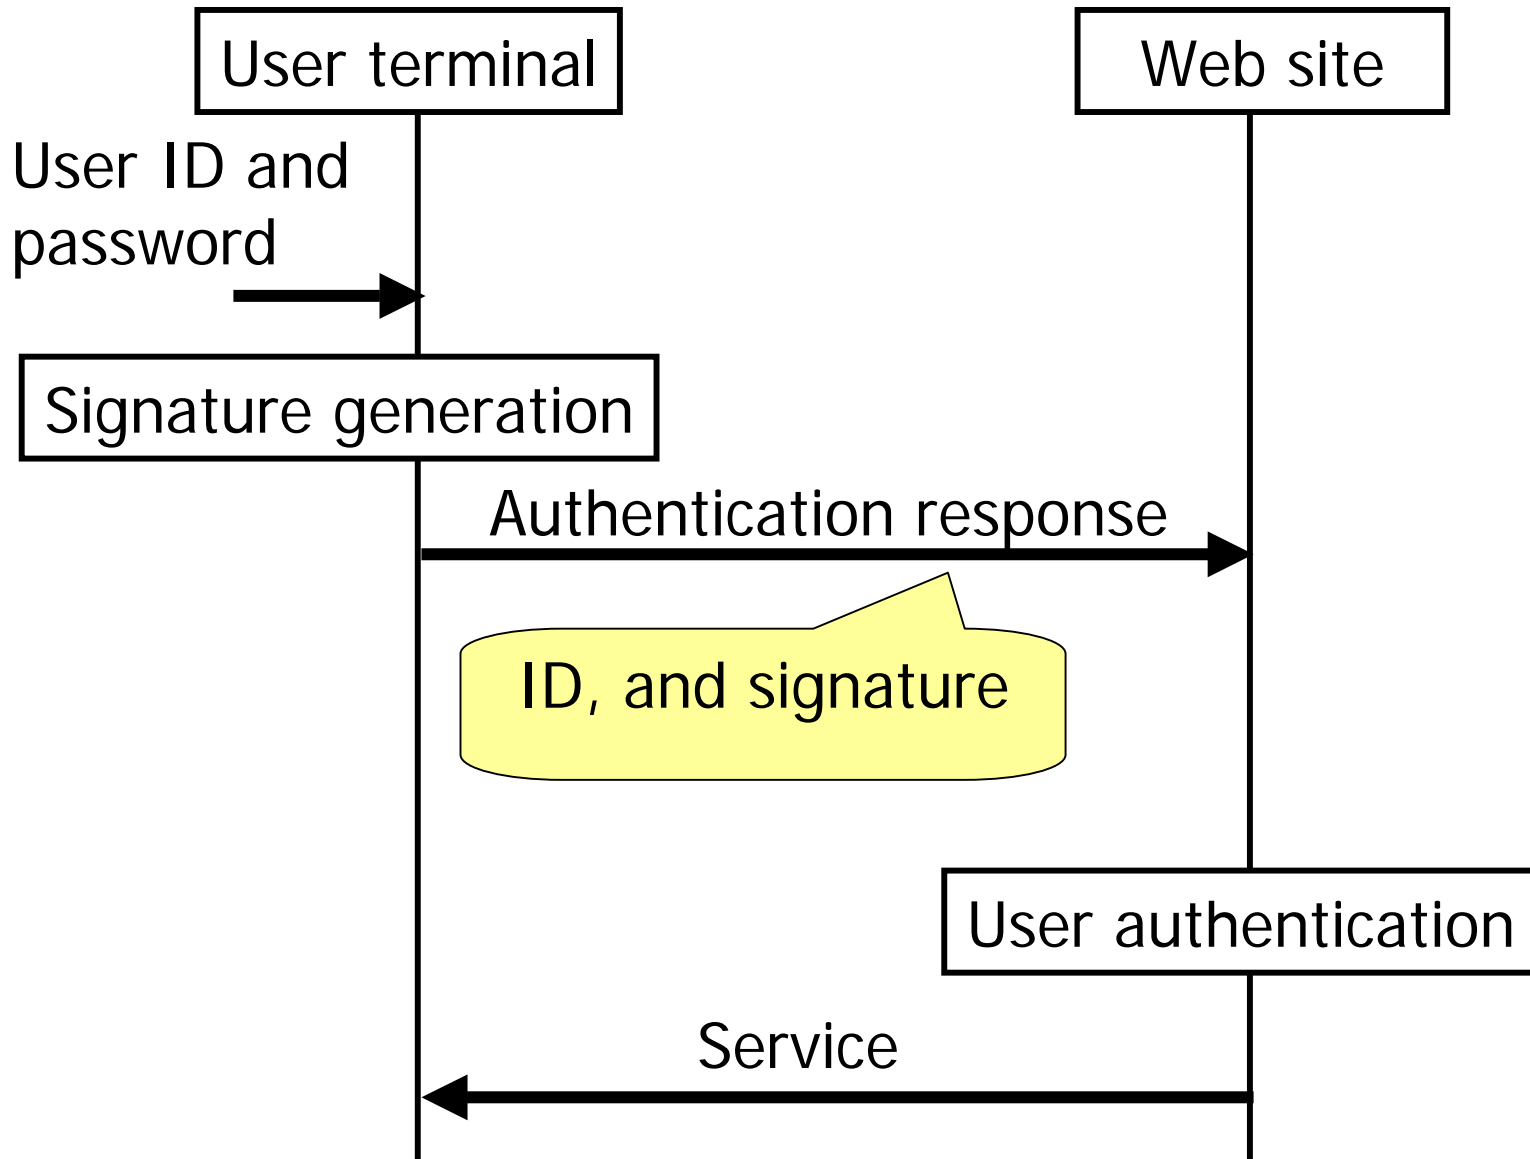 User terminal
Web site
User ID and
password
Signature generation
Authentication response
ID, and signature
User authentication
Service